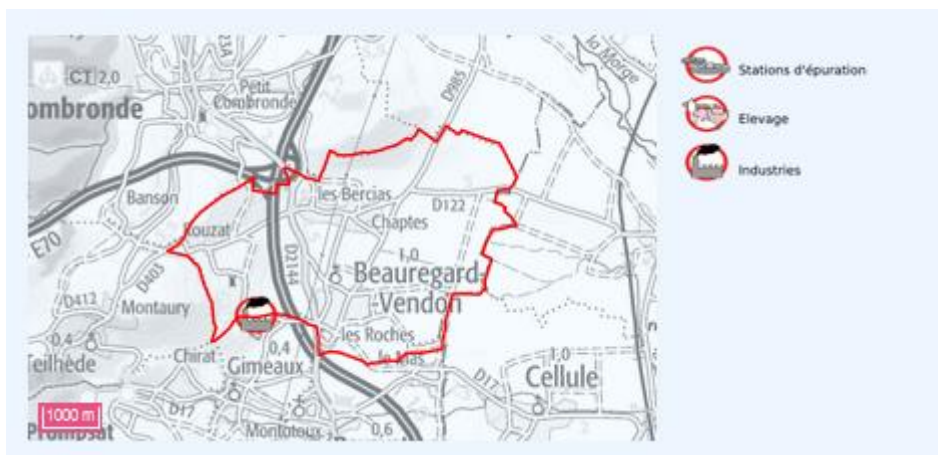 la Morge
CT 2,0
D985
Petit
Combronde
ombronde
Stations d'épuration
Elevage
Industries
Banson
les Bercias
D122
Rouzat
Chaptes
E70
D403
D2144
1,0
Beauregard-
-Vendon
D412
Montaury
les Roches
0,4
Teilhède
Chirat
0,4
Gimeaux
le Mas
1,0
D17
Cellule
1000 m
D17
Prompsat
Montotoux
0,6